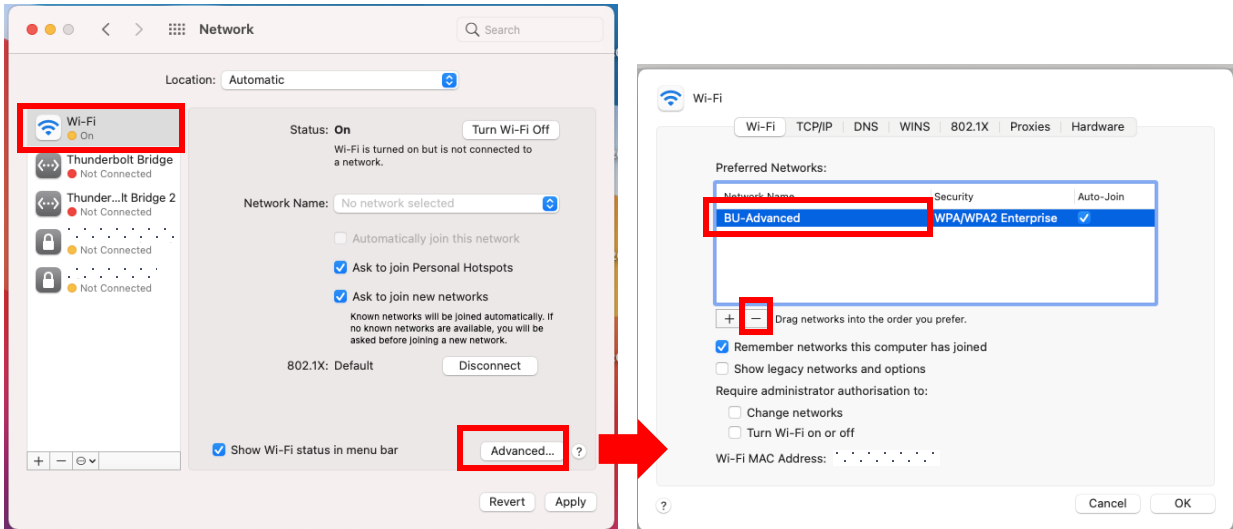 Network
Search
Location: Automatic
Wi-Fi
On
Thunderbolt Bridge
Not Connected
Thunder...lt Bridge 2
Not Connected
Not Connected
Not Connected
Status: On
Turn Wi-Fi Off
Wi-Fi is turned on but is not connected to
a network.
Network Name: No network selected
Automatically join this network
Ask to join Personal Hotspots
Ask to join new networks
Known networks will be joined automatically. If
no known networks are available, you will be
asked before joining a new network.
802.1X: Default
Disconnect
Show Wi-Fi status in menu bar
Advanced...
?
Revert
Apply
Wi-Fi
Wi-Fi TCP/IP DNS WINS 802.1X Proxies Hardware
Preferred Networks:
Network Name Security Auto-Join
BU-Advanced WPA/WPA2 Enterprise
Drag networks into the order you prefer.
Remember networks this computer has joined
Show legacy networks and options
Require administrator authorisation to:
Change networks
Turn Wi-Fi on or off
Wi-Fi MAC Address:
?
Cancel
OK